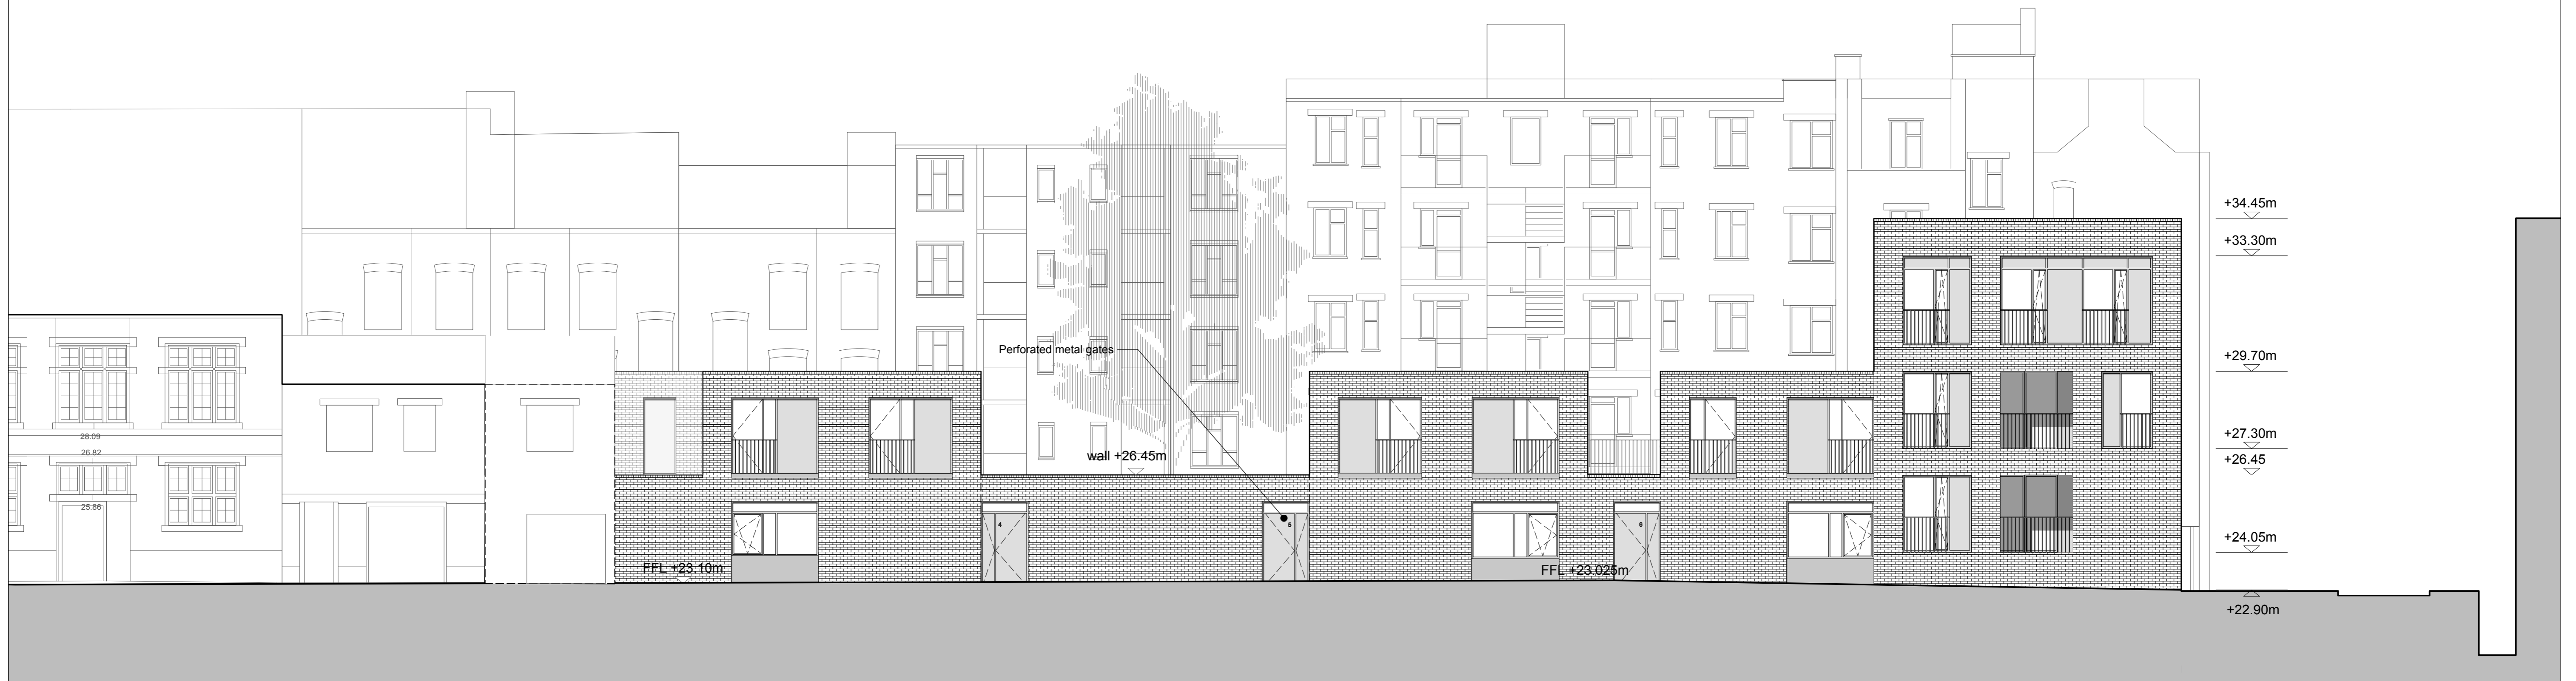 +34.45m
+33.30m
Perforated metal gates
+29.70m
28.09
26.82
wall +26.45m
+27.30m
+26.45
25.86
4
5
6
+24.05m
FFL +23.10m
FFL +23.025m
+22.90m